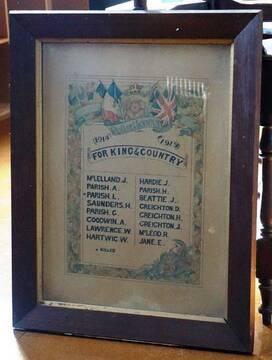 1914 1919
FOR KING & COUNTRY
McLELLAND. J.
PARISH. A.
* PARISH. L.
SAUNDERS. H.
PARISH. G.
GOODWIN. A.
LAWRENCE. W.
HARTWIG. W.
HARDIE. J.
PARISH. H.
BEATTIE. J.
CREIGHTON. D.
CREIGHTON. H.
CREIGHTON. J.
McLEOD. R.
JANE. E.
* KILLED